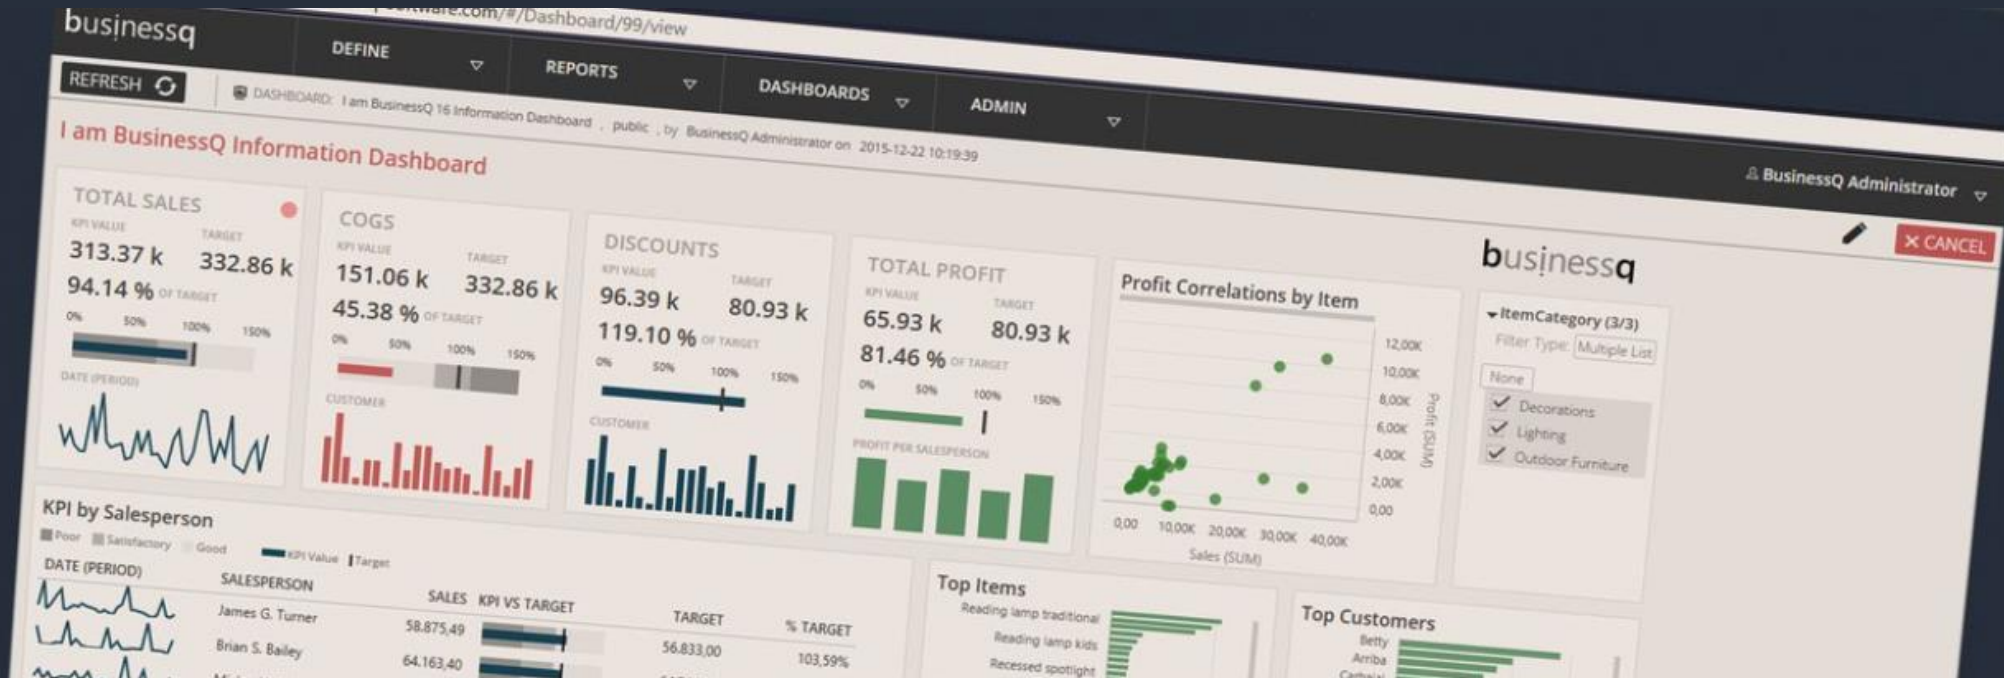 software.com/#/Dashboard/99/view
businessq
DEFINE
REPORTS
DASHBOARDS
ADMIN
BusinessQ Administrator
REFRESH
DASHBOARD: I am BusinessQ 16 Information Dashboard , public , by BusinessQ Administrator on 2015-12-22 10:19:39
× CANCEL
I am BusinessQ Information Dashboard
TOTAL SALES
KPI VALUE TARGET
313.37 k 332.86 k
94.14 % OF TARGET
0% 50% 100% 150%
DATE (PERIOD)
COGS
KPI VALUE TARGET
151.06 k 332.86 k
45.38 % OF TARGET
0% 50% 100% 150%
CUSTOMER
DISCOUNTS
KPI VALUE TARGET
96.39 k 80.93 k
119.10 % OF TARGET
0% 50% 100% 150%
CUSTOMER
TOTAL PROFIT
KPI VALUE TARGET
65.93 k 80.93 k
81.46 % OF TARGET
0% 50% 100% 150%
PROFIT PER SALESPERSON
Profit Correlations by Item
12,00K
10,00K
8,00K
6,00K
4,00K
2,00K
0,00
Profit (SUM)
0,00 10,00K 20,00K 30,00K 40,00K
Sales (SUM)
businessq
ItemCategory (3/3)
Filter Type: Multiple List
None
Decorations
Lighting
Outdoor Furniture
KPI by Salesperson
Poor Satisfactory Good KPI Value Target
DATE (PERIOD) SALESPERSON SALES KPI VS TARGET TARGET % TARGET
James G. Turner 58.875,49 56.833,00 103,59%
Brian S. Bailey 64.163,40
Top Items
Reading lamp traditional
Reading lamp kids
Recessed spotlight
Top Customers
Betty
Arriba